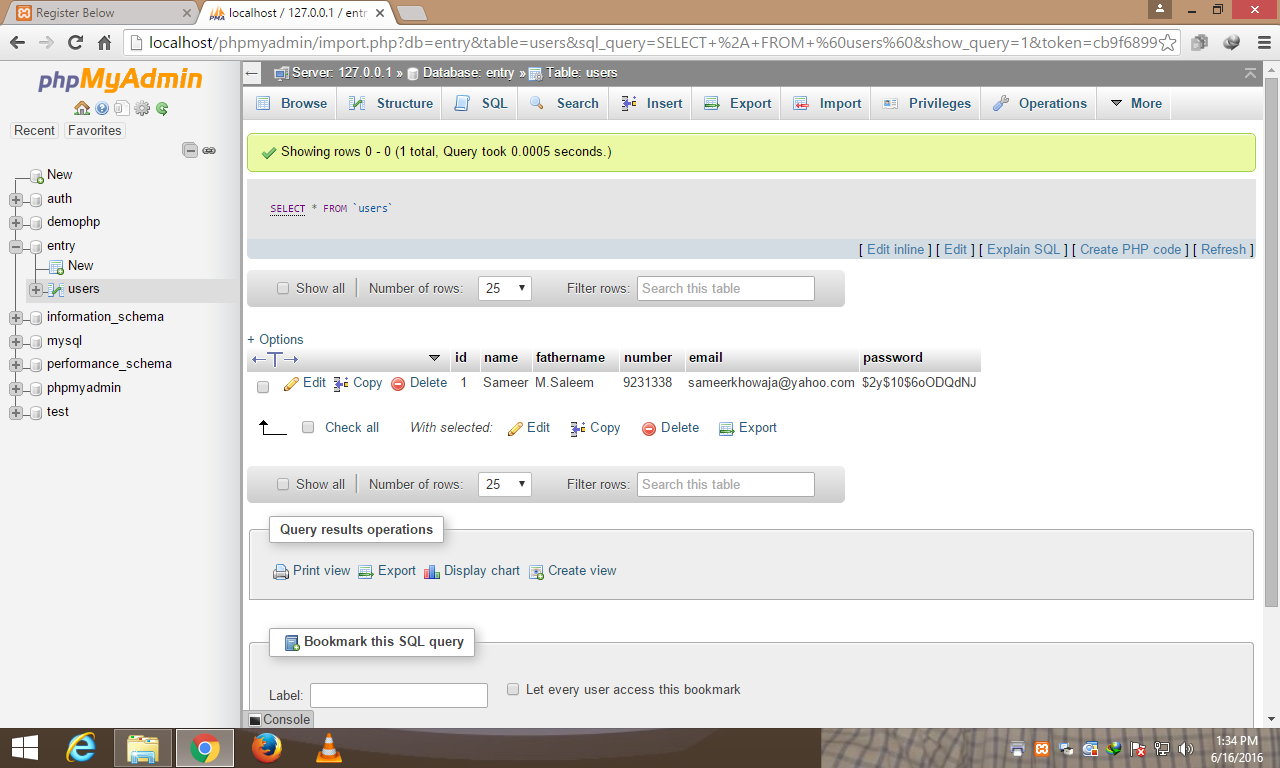 Register Below
localhost / 127.0.0.1 / entr
localhost/phpmyadmin/import.php?db=entry&table=users&sql_query=SELECT+%2A+FROM+%60users%60&show_query=1&token=cb9f6899
phpMyAdmin
Recent Favorites
New
auth
demophp
entry
New
users
information_schema
mysql
performance_schema
phpmyadmin
test
Server: 127.0.0.1 » Database: entry » Table: users
Browse Structure SQL Search Insert Export Import Privileges Operations More
Showing rows 0 - 0 (1 total, Query took 0.0005 seconds.)
SELECT * FROM `users`
[ Edit inline ] [ Edit ] [ Explain SQL ] [ Create PHP code ] [ Refresh ]
Show all Number of rows: 25 Filter rows: Search this table
+ Options
id name fathername number email password
Edit Copy Delete 1 Sameer M.Saleem 9231338 sameerkhowaja@yahoo.com $2y$10$6oODQdNJ
Check all With selected: Edit Copy Delete Export
Show all Number of rows: 25 Filter rows: Search this table
Query results operations
Print view Export Display chart Create view
Bookmark this SQL query
Label: Let every user access this bookmark
Console
1:34 PM
6/16/2016